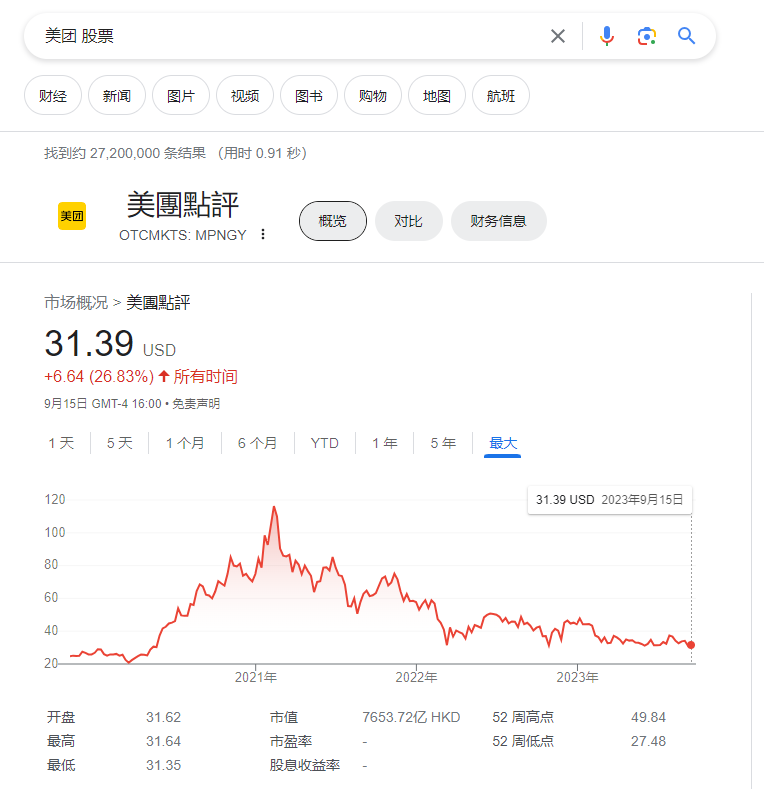 美团 股票
财经 新闻 图片 视频 图书 购物 地图 航班
找到约 27,200,000 条结果 （用时 0.91 秒）
美团
美團點評
OTCMKTS: MPNGY
概览 对比 财务信息
市场概况 > 美團點評
31.39 USD
+6.64 (26.83%) 所有时间
9月15日 GMT-4 16:00 • 免责声明
1 天 5 天 1 个月 6 个月 YTD 1 年 5 年 最大
31.39 USD 2023年9月15日
120
100
80
60
40
20
2021年 2022年 2023年
开盘 31.62 市值 7653.72亿 HKD 52 周高点 49.84
最高 31.64 市盈率 - 52 周低点 27.48
最低 31.35 股息收益率 -